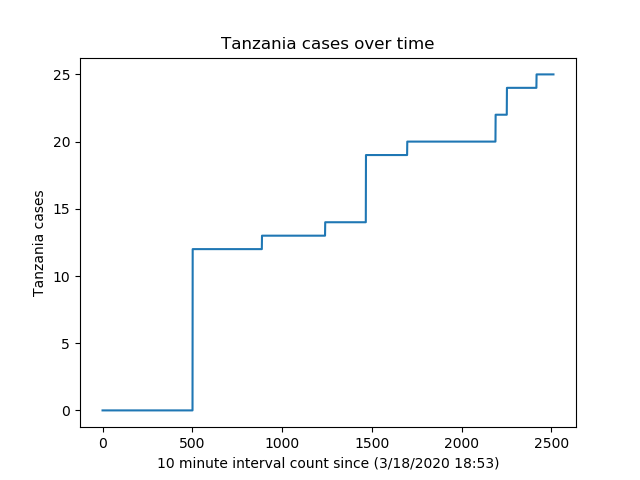 Tanzania cases over time
25
20
15
10
5
0
Tanzania cases
0 500 1000 1500 2000 2500
10 minute interval count since (3/18/2020 18:53)